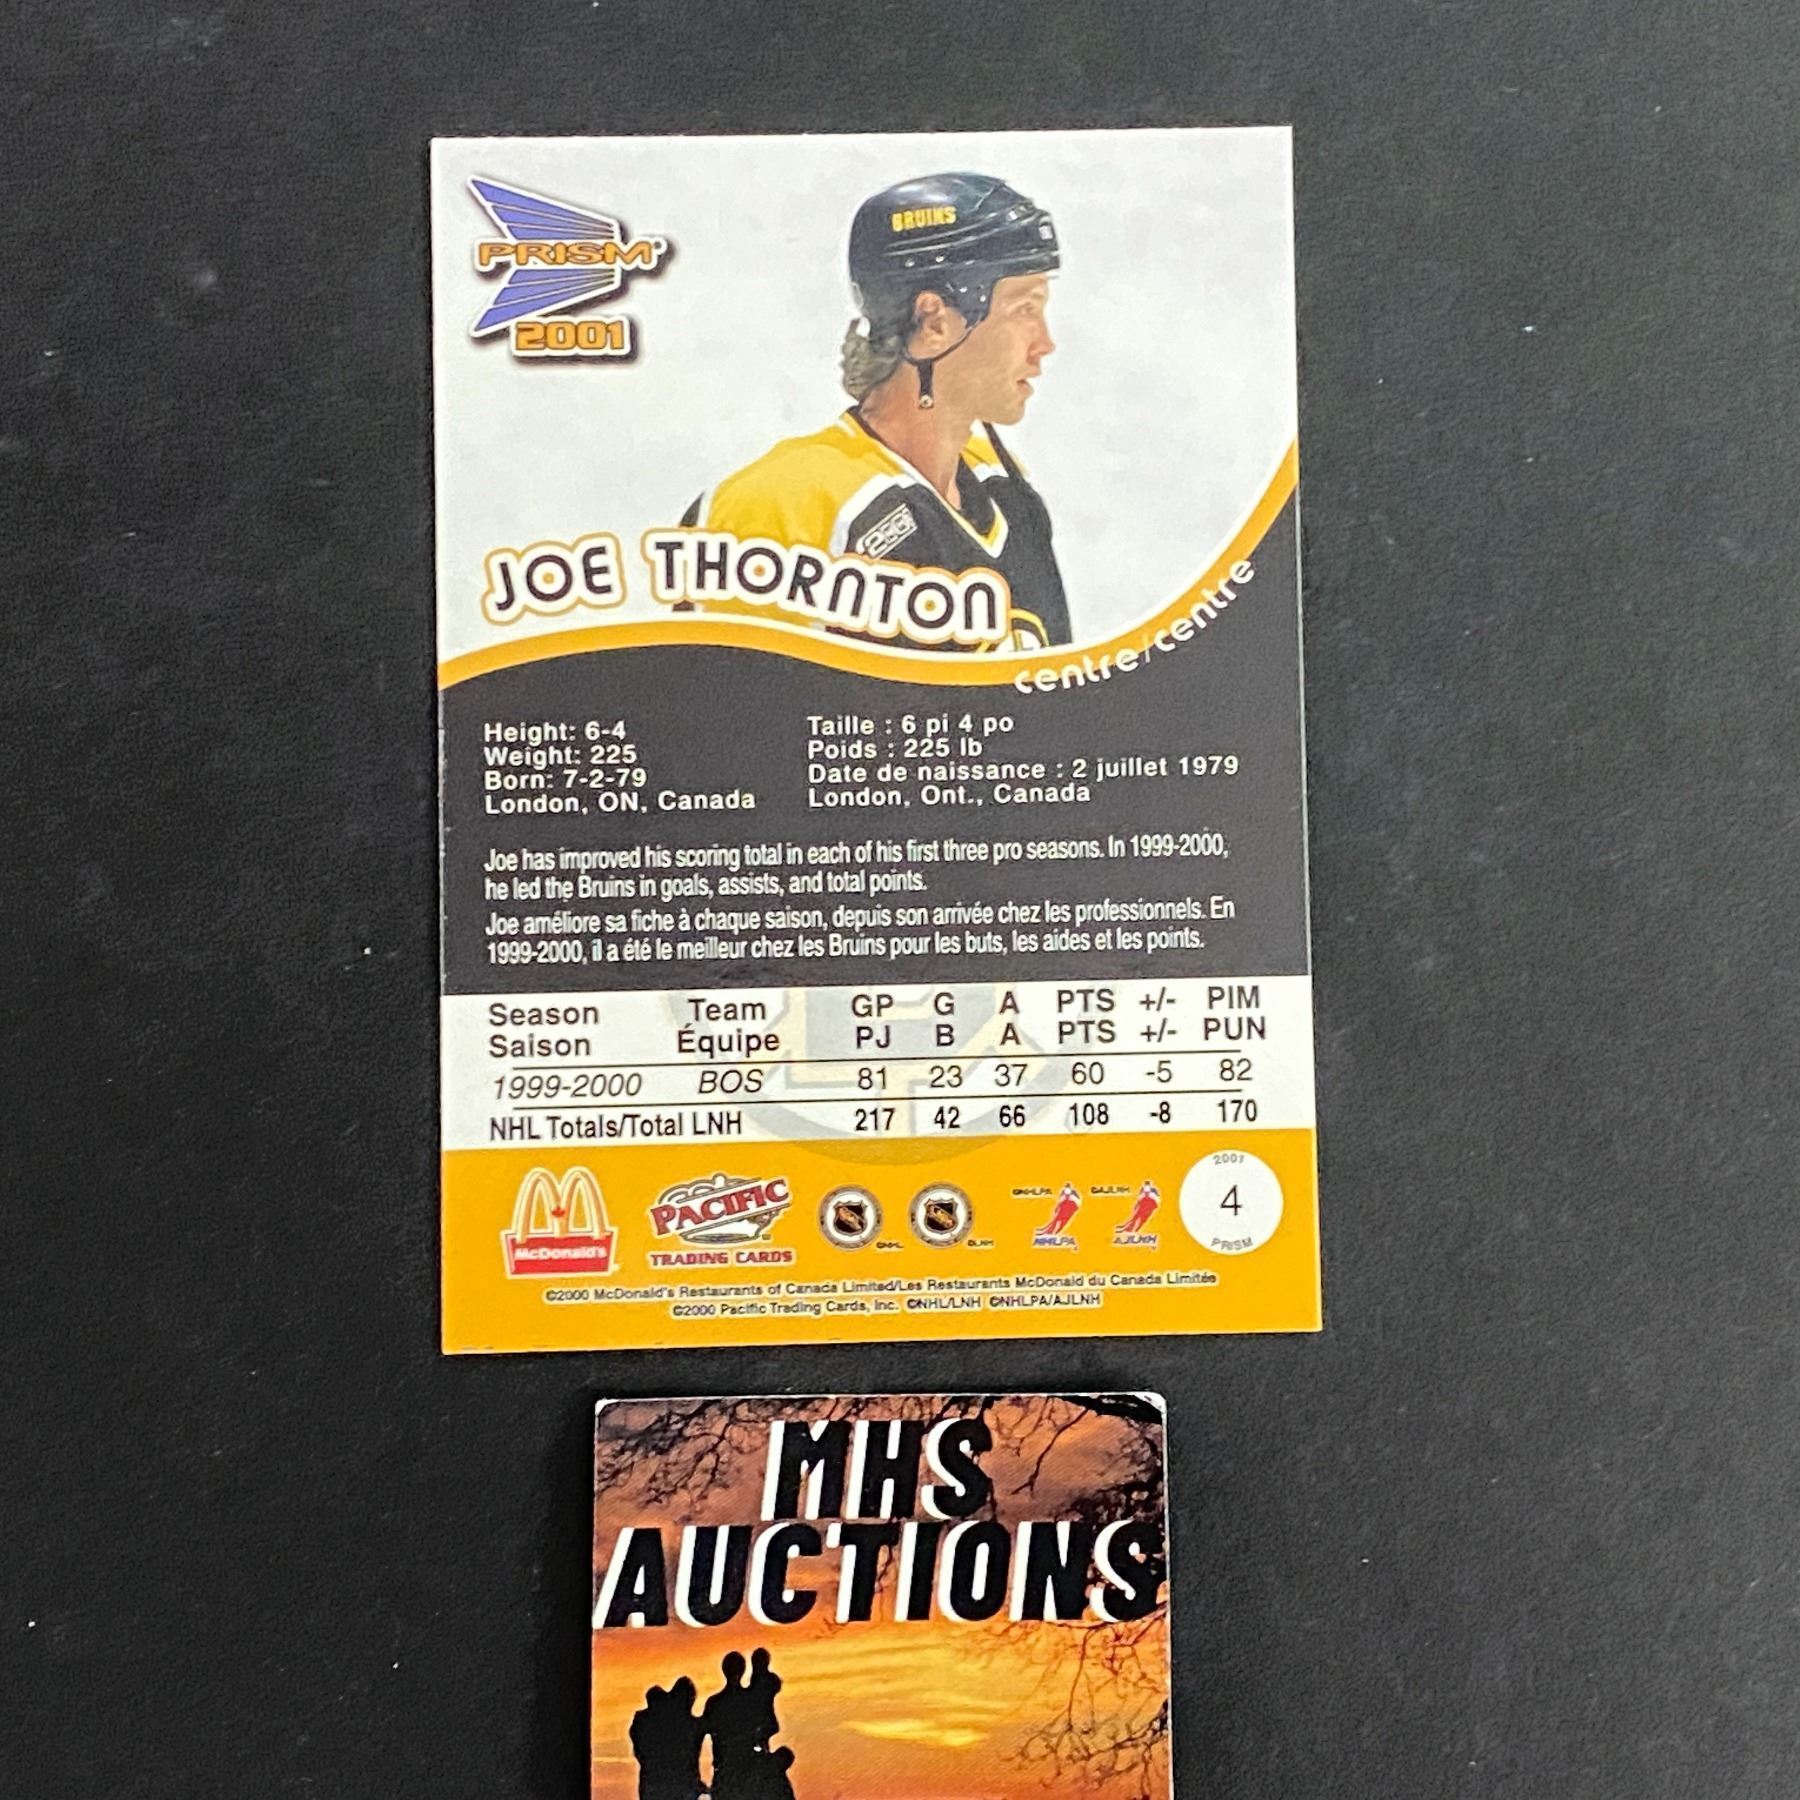 PRISM
2001
BRUINS
JOE THORNTON
centre/centre
Height: 6-4
Weight: 225
Born: 7-2-79
London, ON, Canada
Taille : 6 pi 4 po
Poids : 225 lb
Date de naissance : 2 juillet 1979
London, Ont., Canada
Joe has improved his scoring total in each of his first three pro seasons. In 1999-2000,
he led the Bruins in goals, assists, and total points.
Joe améliore sa fiche à chaque saison, depuis son arrivée chez les professionnels. En
1999-2000, il a été le meilleur chez les Bruins pour les buts, les aides et les points.
Season Team GP G A PTS +/- PIM
Saison Équipe PJ B A PTS +/- PUN
1999-2000 BOS 81 23 37 60 -5 82
NHL Totals/Total LNH 217 42 66 108 -8 170
McDonald's
PACIFIC
TRADING CARDS
©NHL
©LNH
©NHLPA
NHLPA
©AJLNH
AJLNH
2001
4
PRISM
©2000 McDonald's Restaurants of Canada Limited/Les Restaurants McDonald du Canada Limitée
©2000 Pacific Trading Cards, Inc. ©NHL/LNH ©NHLPA/AJLNH
MHS
AUCTIONS